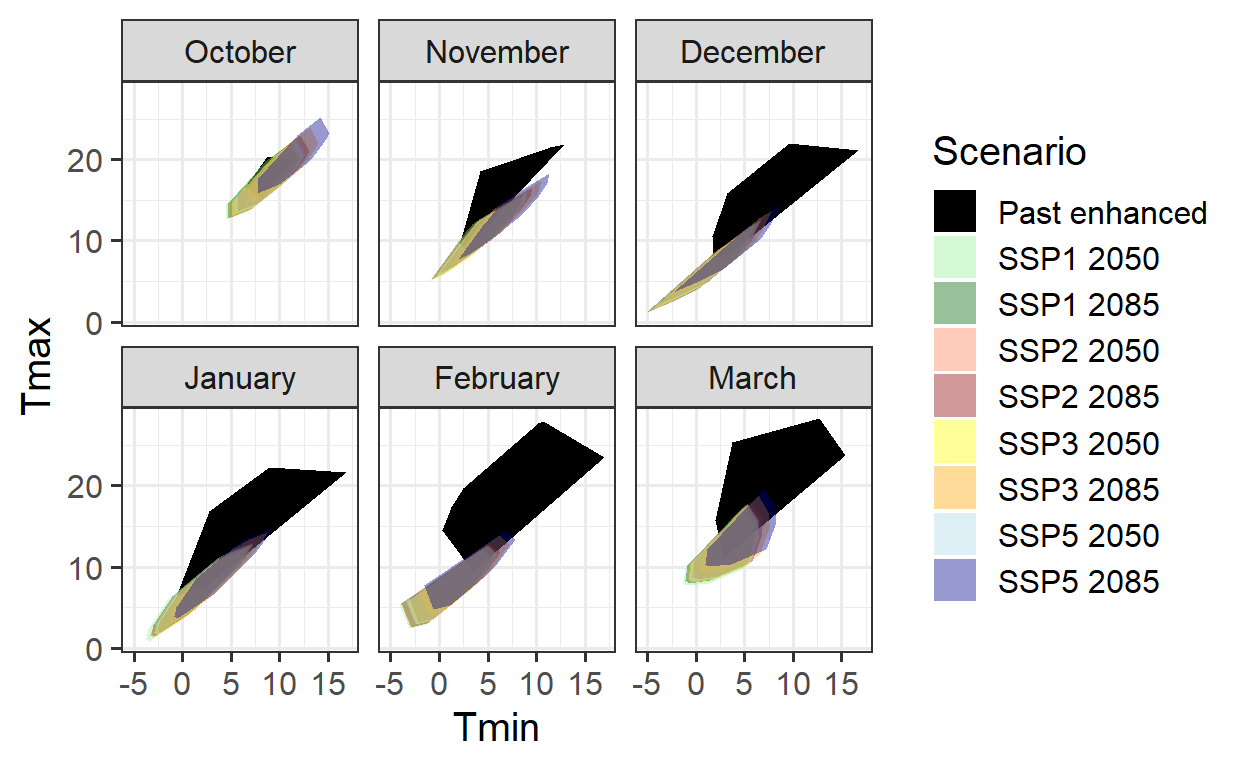 October November December
20
10
0
January February March
20
10
0
-5 0 5 10 15 -5 0 5 10 15 -5 0 5 10 15
Tmin
Tmax
Scenario
Past enhanced
SSP1 2050
SSP1 2085
SSP2 2050
SSP2 2085
SSP3 2050
SSP3 2085
SSP5 2050
SSP5 2085